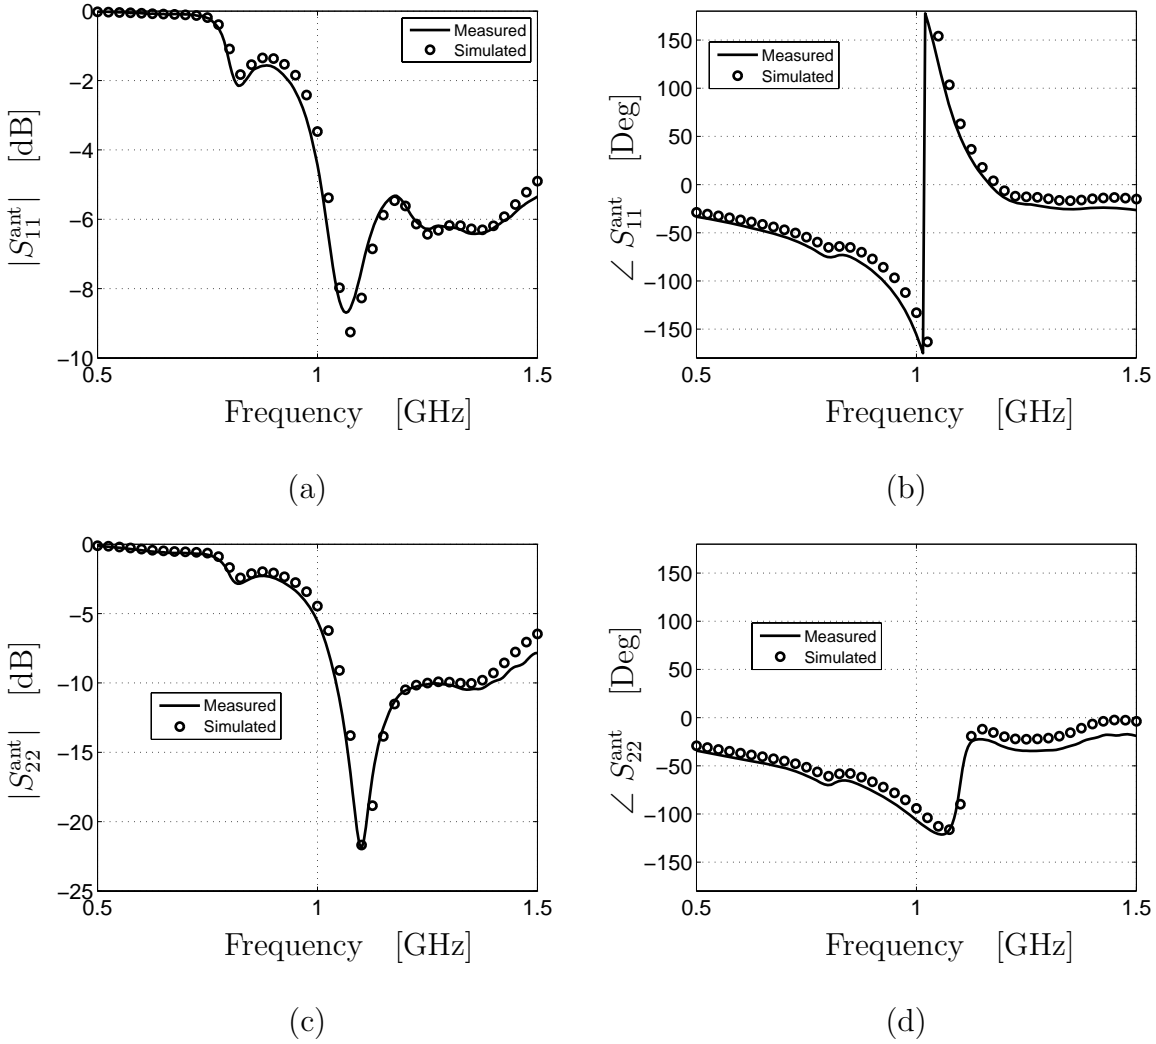 0
−2
−4
−6
−8
−10
0.5
1
1.5
|S₁₁ᵃⁿᵗ| [dB]
Measured
Simulated
Frequency [GHz]
(a)
150
100
50
0
−50
−100
−150
0.5
1
1.5
∠ S₁₁ᵃⁿᵗ [Deg]
Measured
Simulated
Frequency [GHz]
(b)
0
−5
−10
−15
−20
−25
0.5
1
1.5
|S₂₂ᵃⁿᵗ| [dB]
Measured
Simulated
Frequency [GHz]
(c)
150
100
50
0
−50
−100
−150
0.5
1
1.5
∠ S₂₂ᵃⁿᵗ [Deg]
Measured
Simulated
Frequency [GHz]
(d)